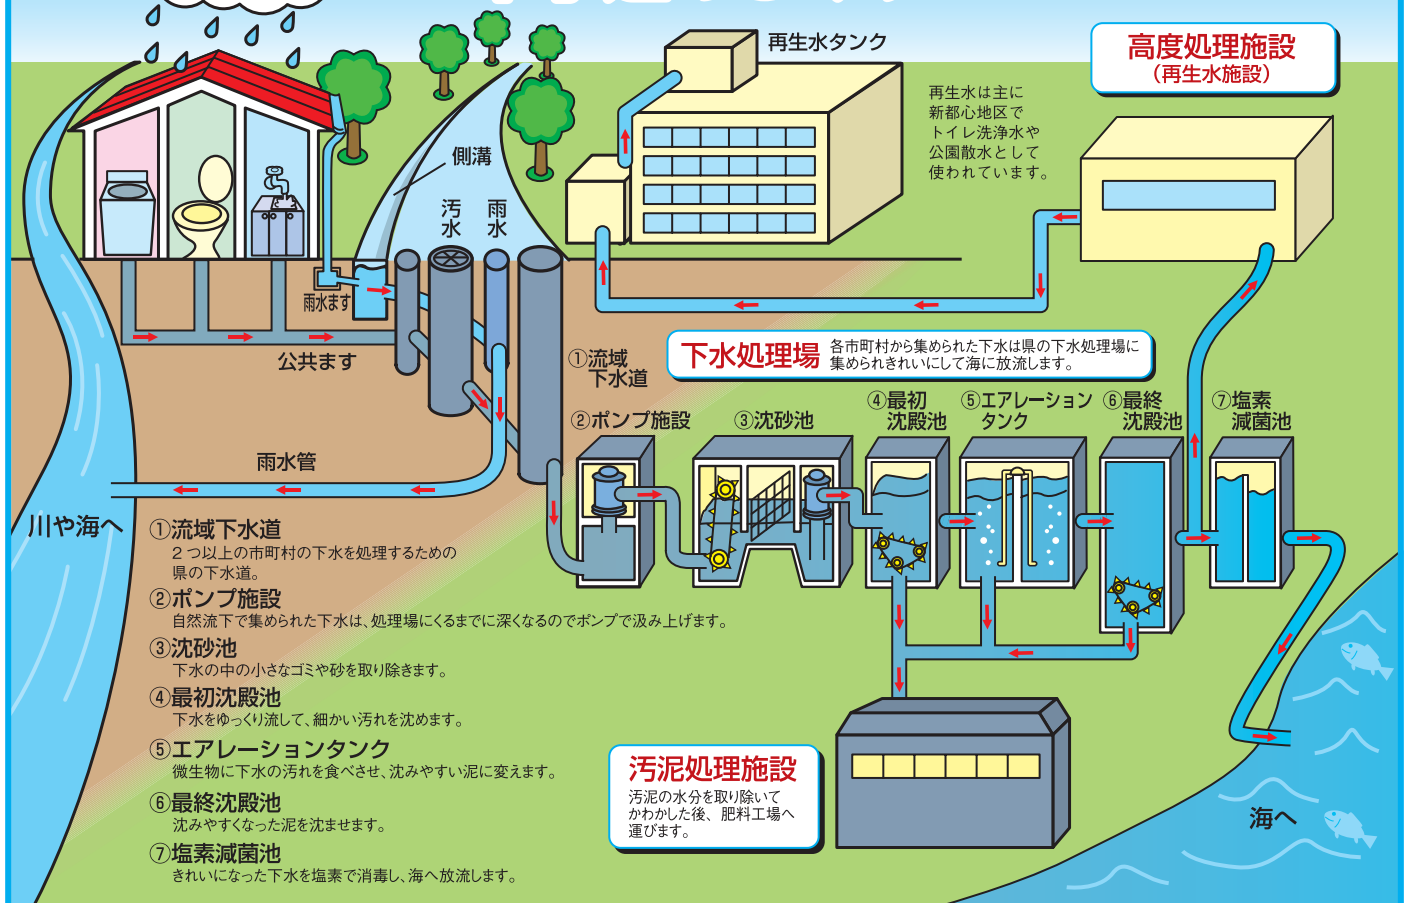 再生水タンク
高度処理施設
（再生水施設）
再生水は主に
新都心地区で
トイレ洗浄水や
公園散水として
使われています。
側溝
汚水
雨水
雨水ます
公共ます
①流域
下水道
下水処理場
各市町村から集められた下水は県の下水処理場に
集められきれいにして海に放流します。
②ポンプ施設
③沈砂池
④最初
沈殿池
⑤エアレーション
タンク
⑥最終
沈殿池
⑦塩素
減菌池
雨水管
川や海へ
①流域下水道
２つ以上の市町村の下水を処理するための
県の下水道。
②ポンプ施設
自然流下で集められた下水は、処理場にくるまでに深くなるのでポンプで汲み上げます。
③沈砂池
下水の中の小さなゴミや砂を取り除きます。
④最初沈殿池
下水をゆっくり流して、細かい汚れを沈めます。
⑤エアレーションタンク
微生物に下水の汚れを食べさせ、沈みやすい泥に変えます。
⑥最終沈殿池
沈みやすくなった泥を沈ませます。
⑦塩素減菌池
きれいになった下水を塩素で消毒し、海へ放流します。
汚泥処理施設
汚泥の水分を取り除いて
かわかした後、肥料工場へ
運びます。
海へ